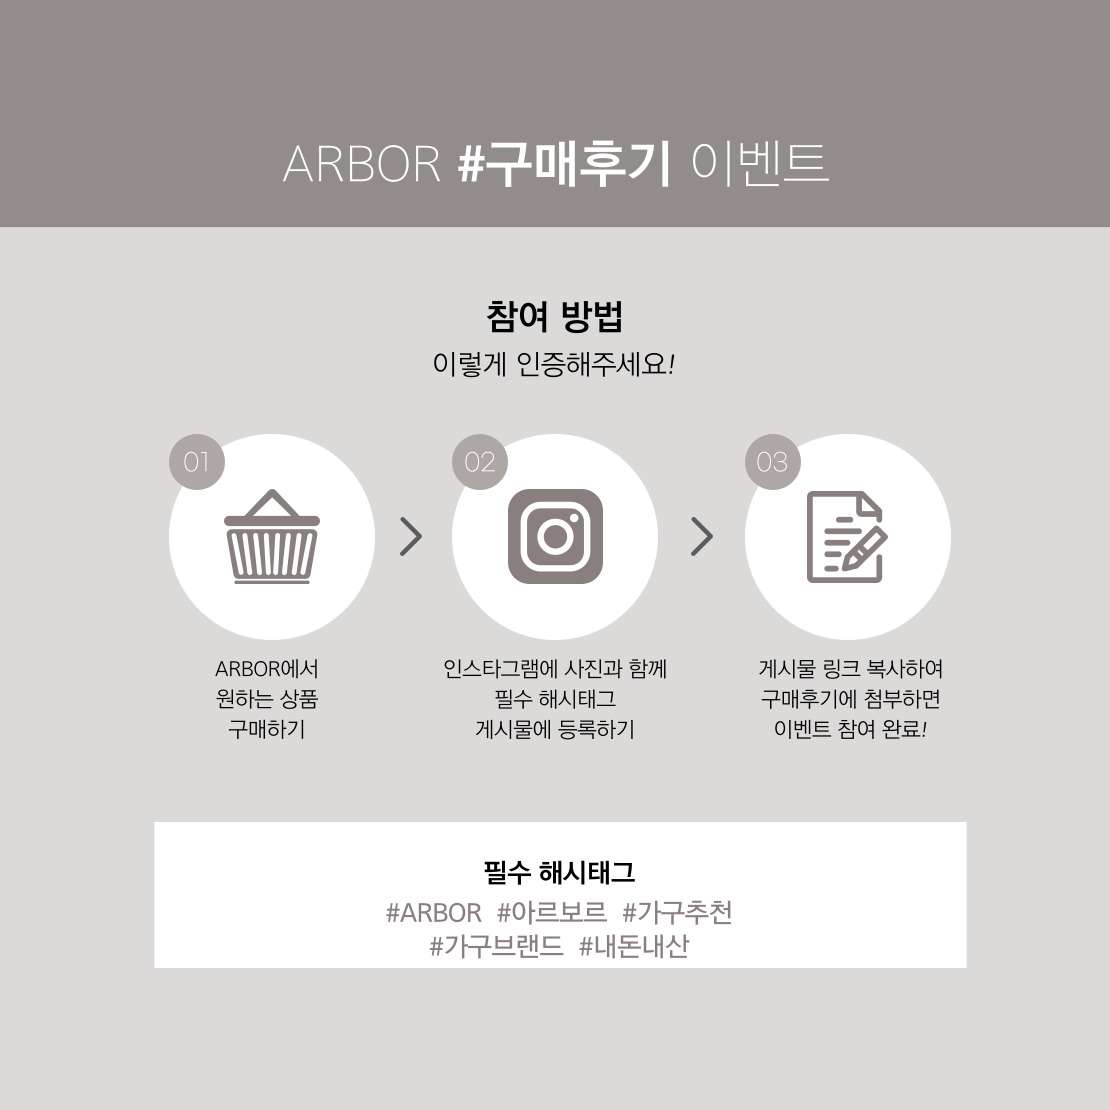 ARBOR #구매후기 이벤트
참여 방법
이렇게 인증해주세요!
01
ARBOR에서
원하는 상품
구매하기
02
인스타그램에 사진과 함께
필수 해시태그
게시물에 등록하기
03
게시물 링크 복사하여
구매후기에 첨부하면
이벤트 참여 완료!
필수 해시태그
#ARBOR #아르보르 #가구추천
#가구브랜드 #내돈내산